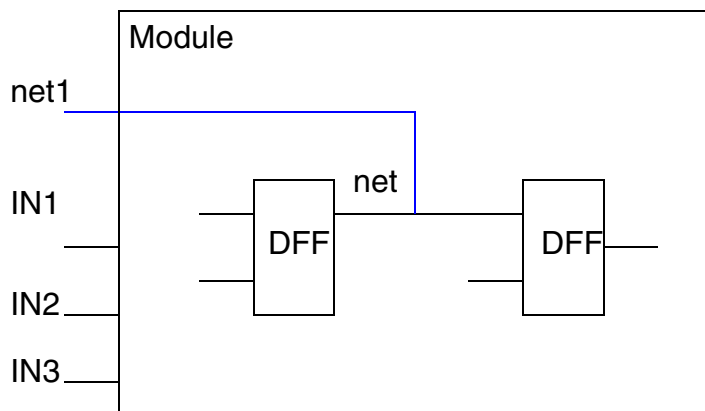 Module
net1
net
IN1
DFF
DFF
IN2
IN3